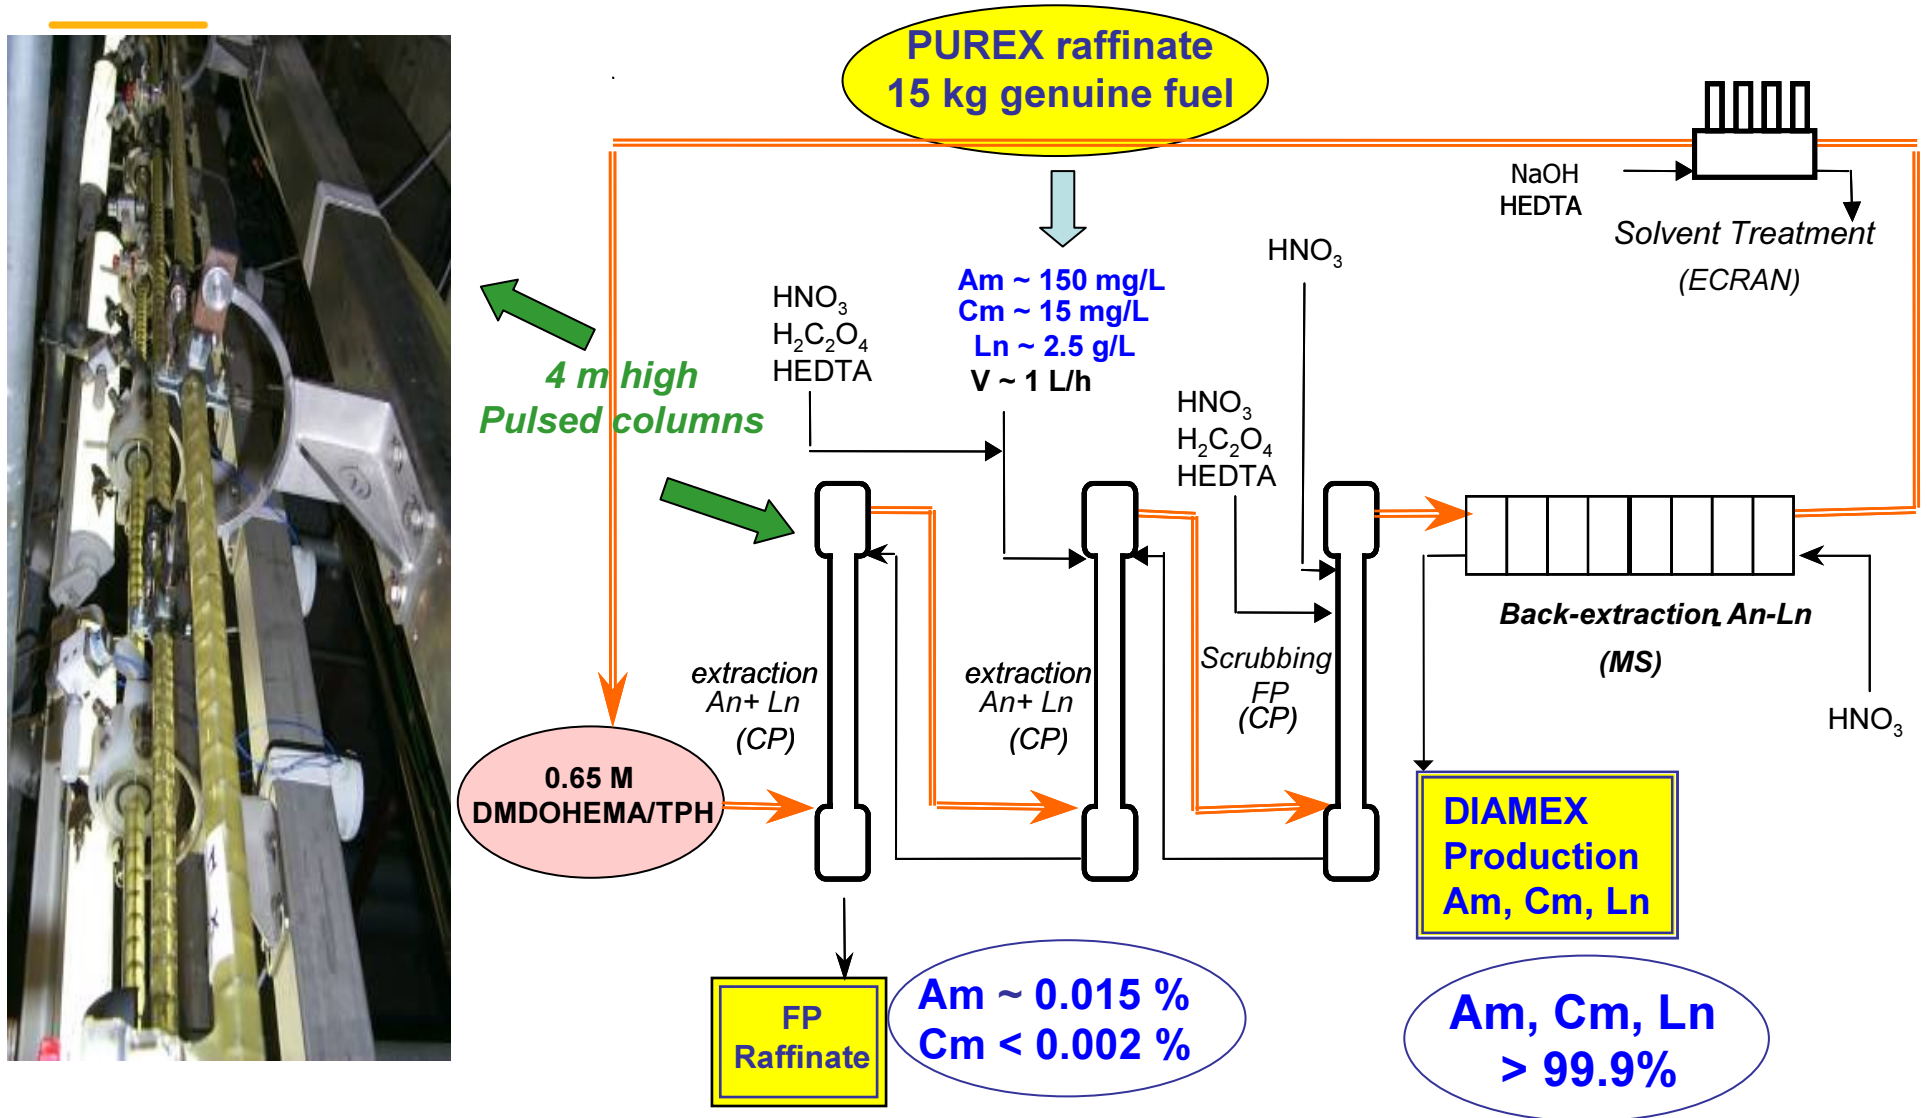 PUREX raffinate
15 kg genuine fuel
NaOH
HEDTA
Solvent Treatment
(ECRAN)
HNO3
Am ~ 150 mg/L
Cm ~ 15 mg/L
Ln ~ 2.5 g/L
V ~ 1 L/h
HNO3
H2C2O4
HEDTA
4 m high
Pulsed columns
HNO3
H2C2O4
HEDTA
extraction
An+ Ln
(CP)
extraction
An+ Ln
(CP)
Scrubbing
FP
(CP)
Back-extraction An-Ln
(MS)
HNO3
0.65 M
DMDOHEMA/TPH
DIAMEX
Production
Am, Cm, Ln
FP
Raffinate
Am ~ 0.015 %
Cm < 0.002 %
Am, Cm, Ln
> 99.9%